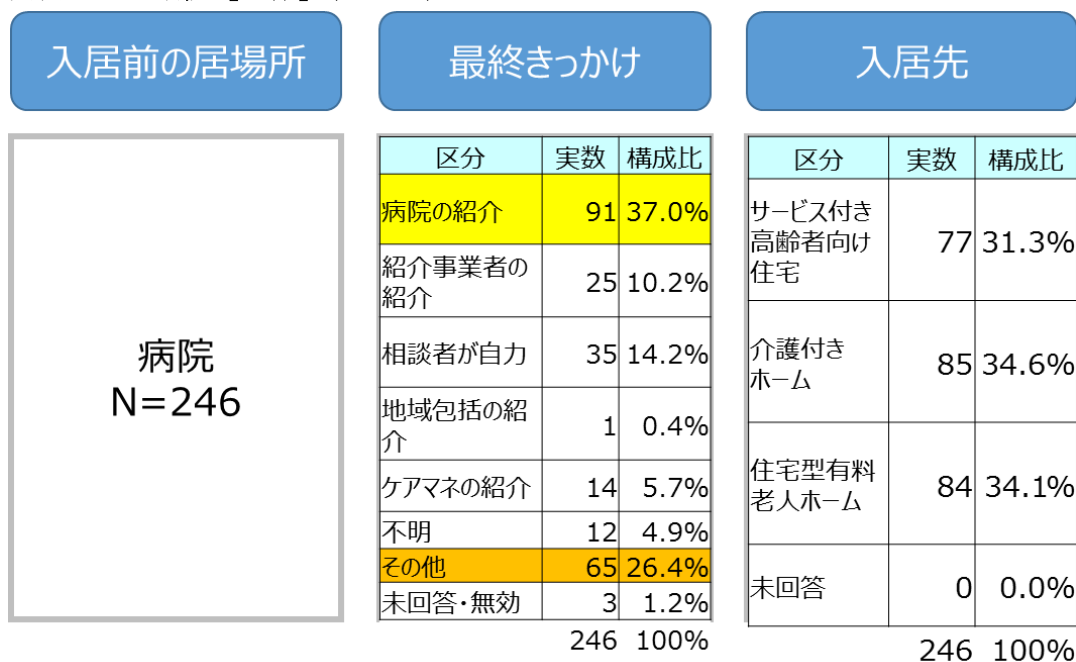 入居前の居場所
最終きっかけ
入居先
病院
N=246
区分 実数 構成比
病院の紹介 91 37.0%
紹介事業者の
紹介 25 10.2%
相談者が自力 35 14.2%
地域包括の紹
介 1 0.4%
ケアマネの紹介 14 5.7%
不明 12 4.9%
その他 65 26.4%
未回答・無効 3 1.2%
246 100%
区分 実数 構成比
サービス付き
高齢者向け
住宅 77 31.3%
介護付き
ホーム 85 34.6%
住宅型有料
老人ホーム 84 34.1%
未回答 0 0.0%
246 100%